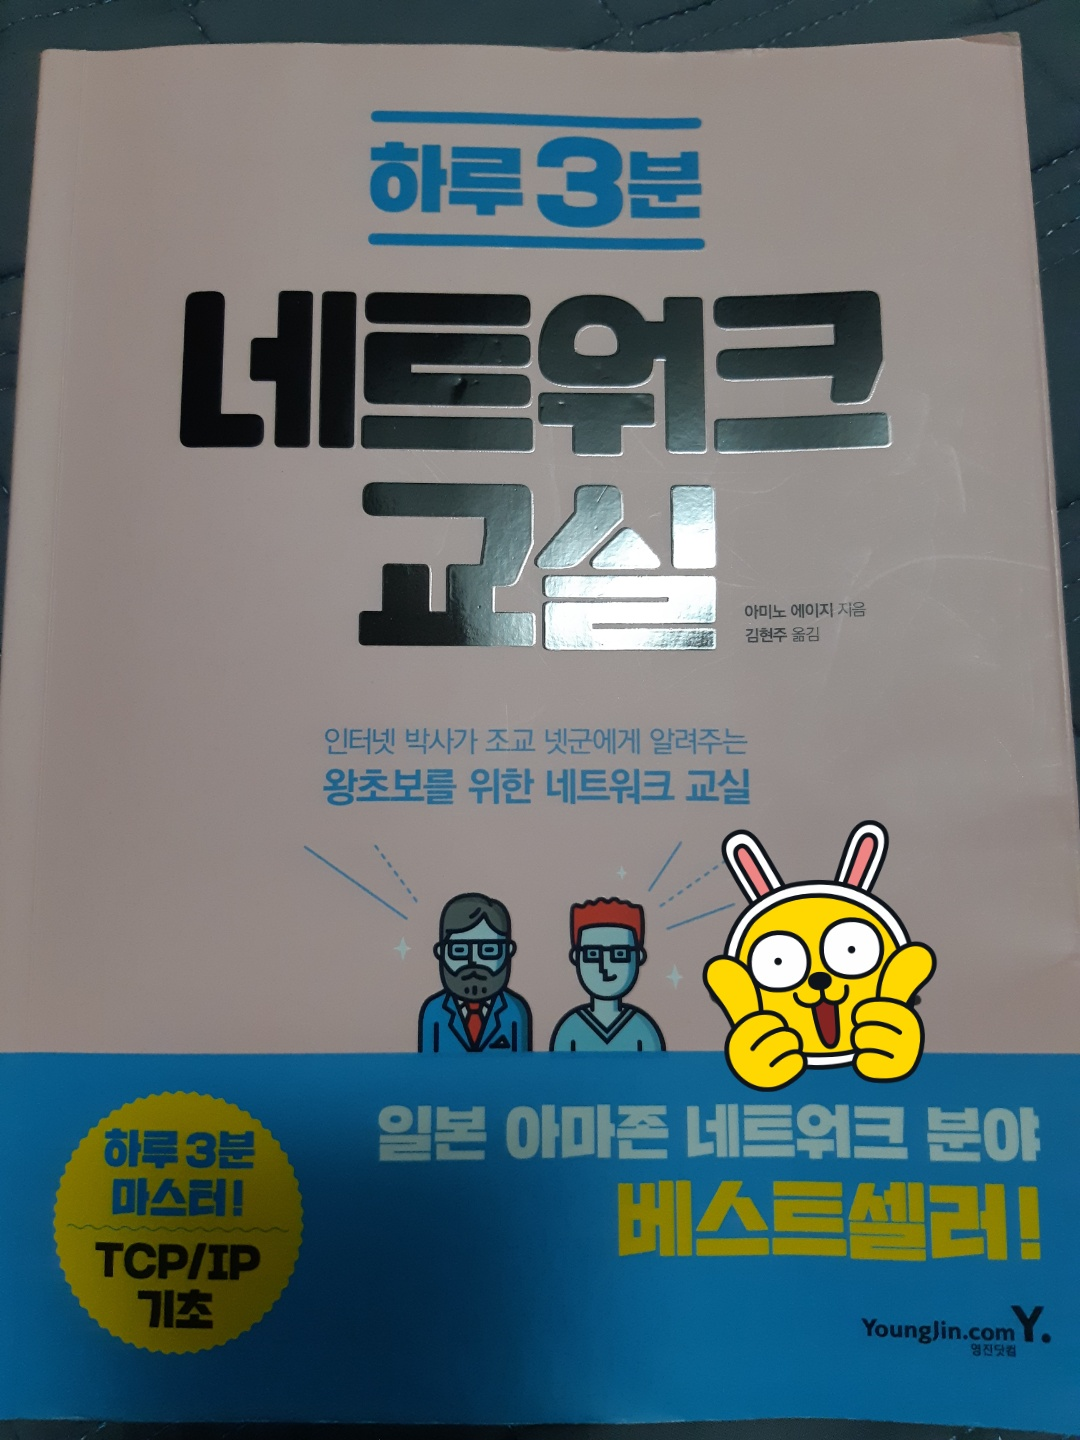 하루 3분
네트워크
교실
아미노 에이지 지음
김현주 옮김
인터넷 박사가 조교 넷군에게 알려주는
왕초보를 위한 네트워크 교실
일본 아마존 네트워크 분야
베스트셀러!
하루 3분
마스터!
TCP/IP
기초
YoungJin.com Y.
영진닷컴